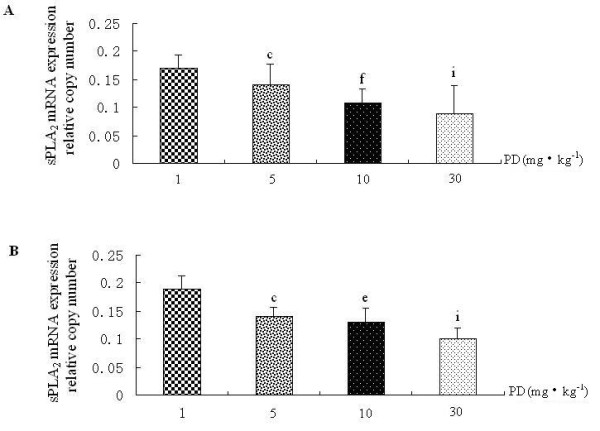 A
sPLA₂ mRNA expression
relative copy number
0.25
0.2
0.15
0.1
0.05
0
c
f
i
1
5
10
30
PD(mg·kg⁻¹)
B
sPLA₂ mRNA expression
relative copy number
0.25
0.2
0.15
0.1
0.05
0
c
e
i
1
5
10
30
PD(mg·kg⁻¹)